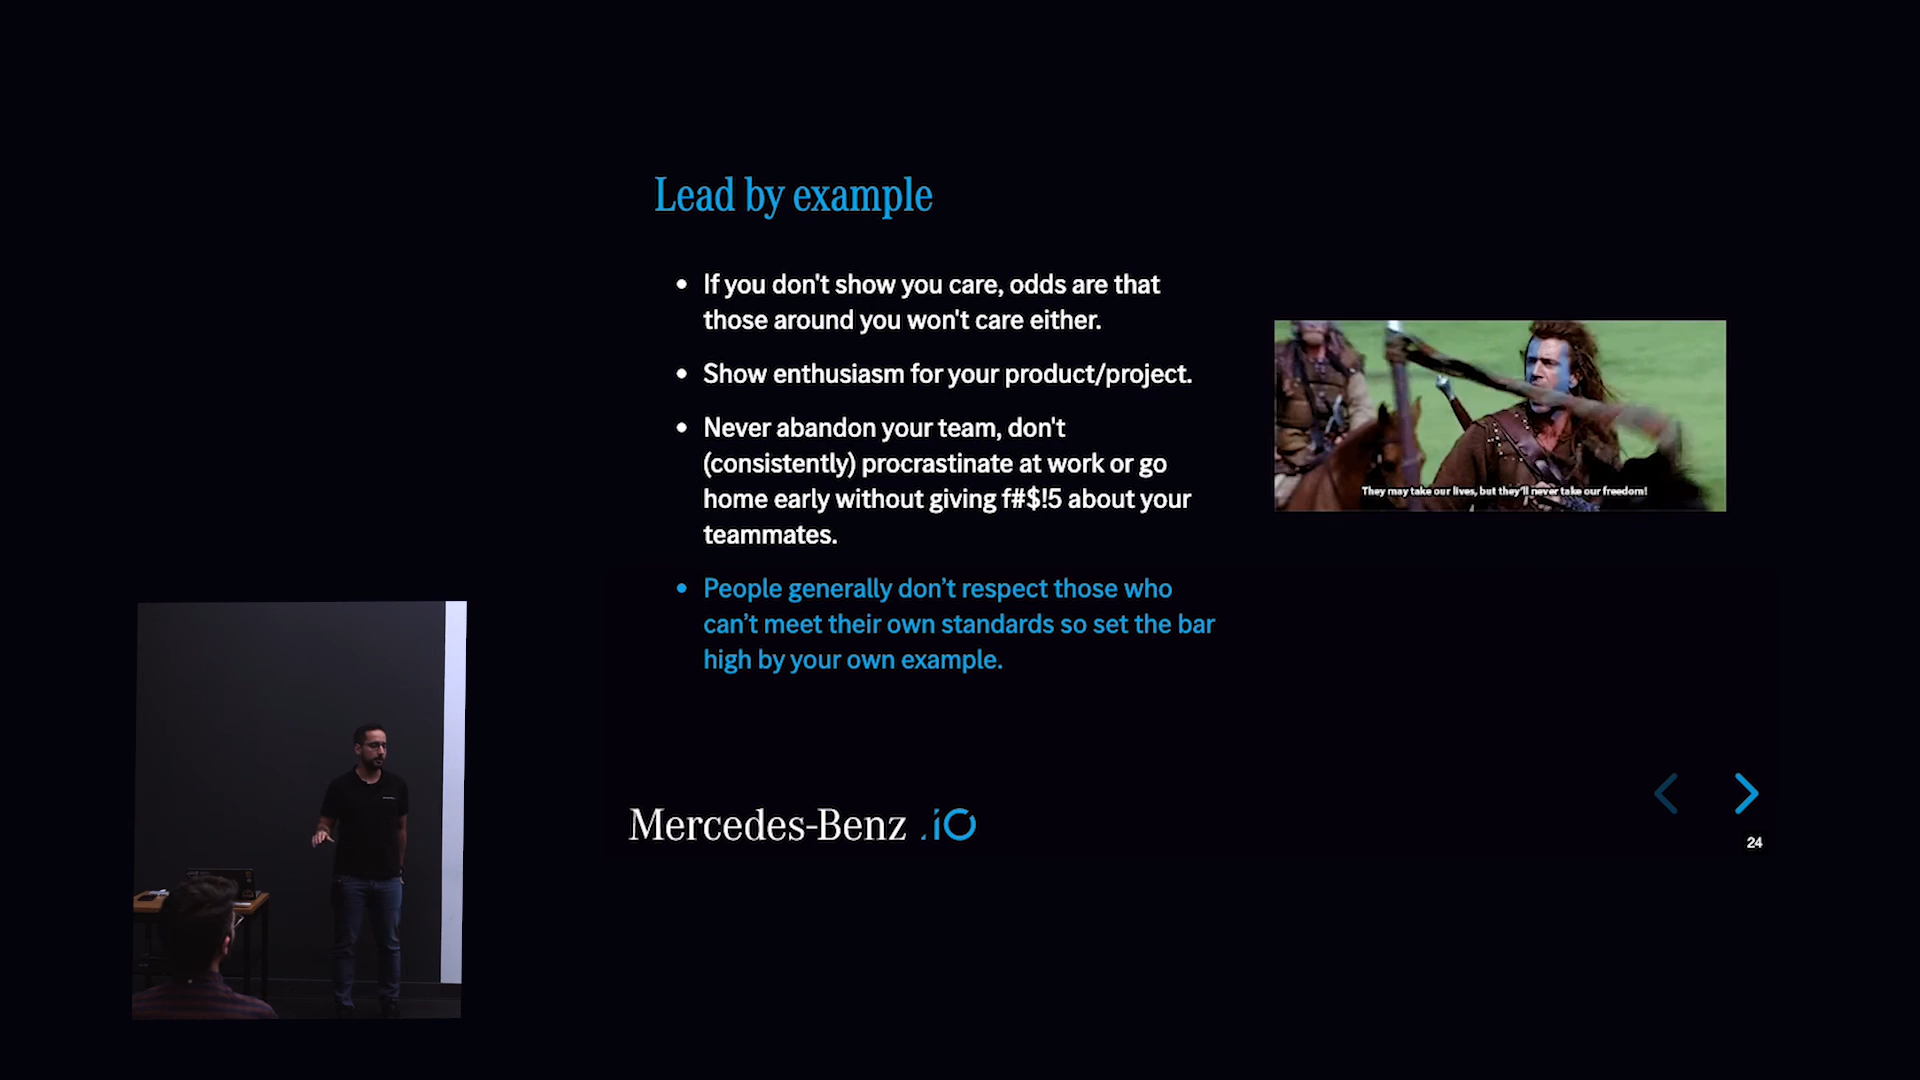 Lead by example
• If you don't show you care, odds are that
those around you won't care either.
• Show enthusiasm for your product/project.
• Never abandon your team, don't
(consistently) procrastinate at work or go
home early without giving f#$!5 about your
teammates.
They may take our lives, but they'll never take our freedom!
• People generally don’t respect those who
can’t meet their own standards so set the bar
high by your own example.
Mercedes-Benz .iO
24